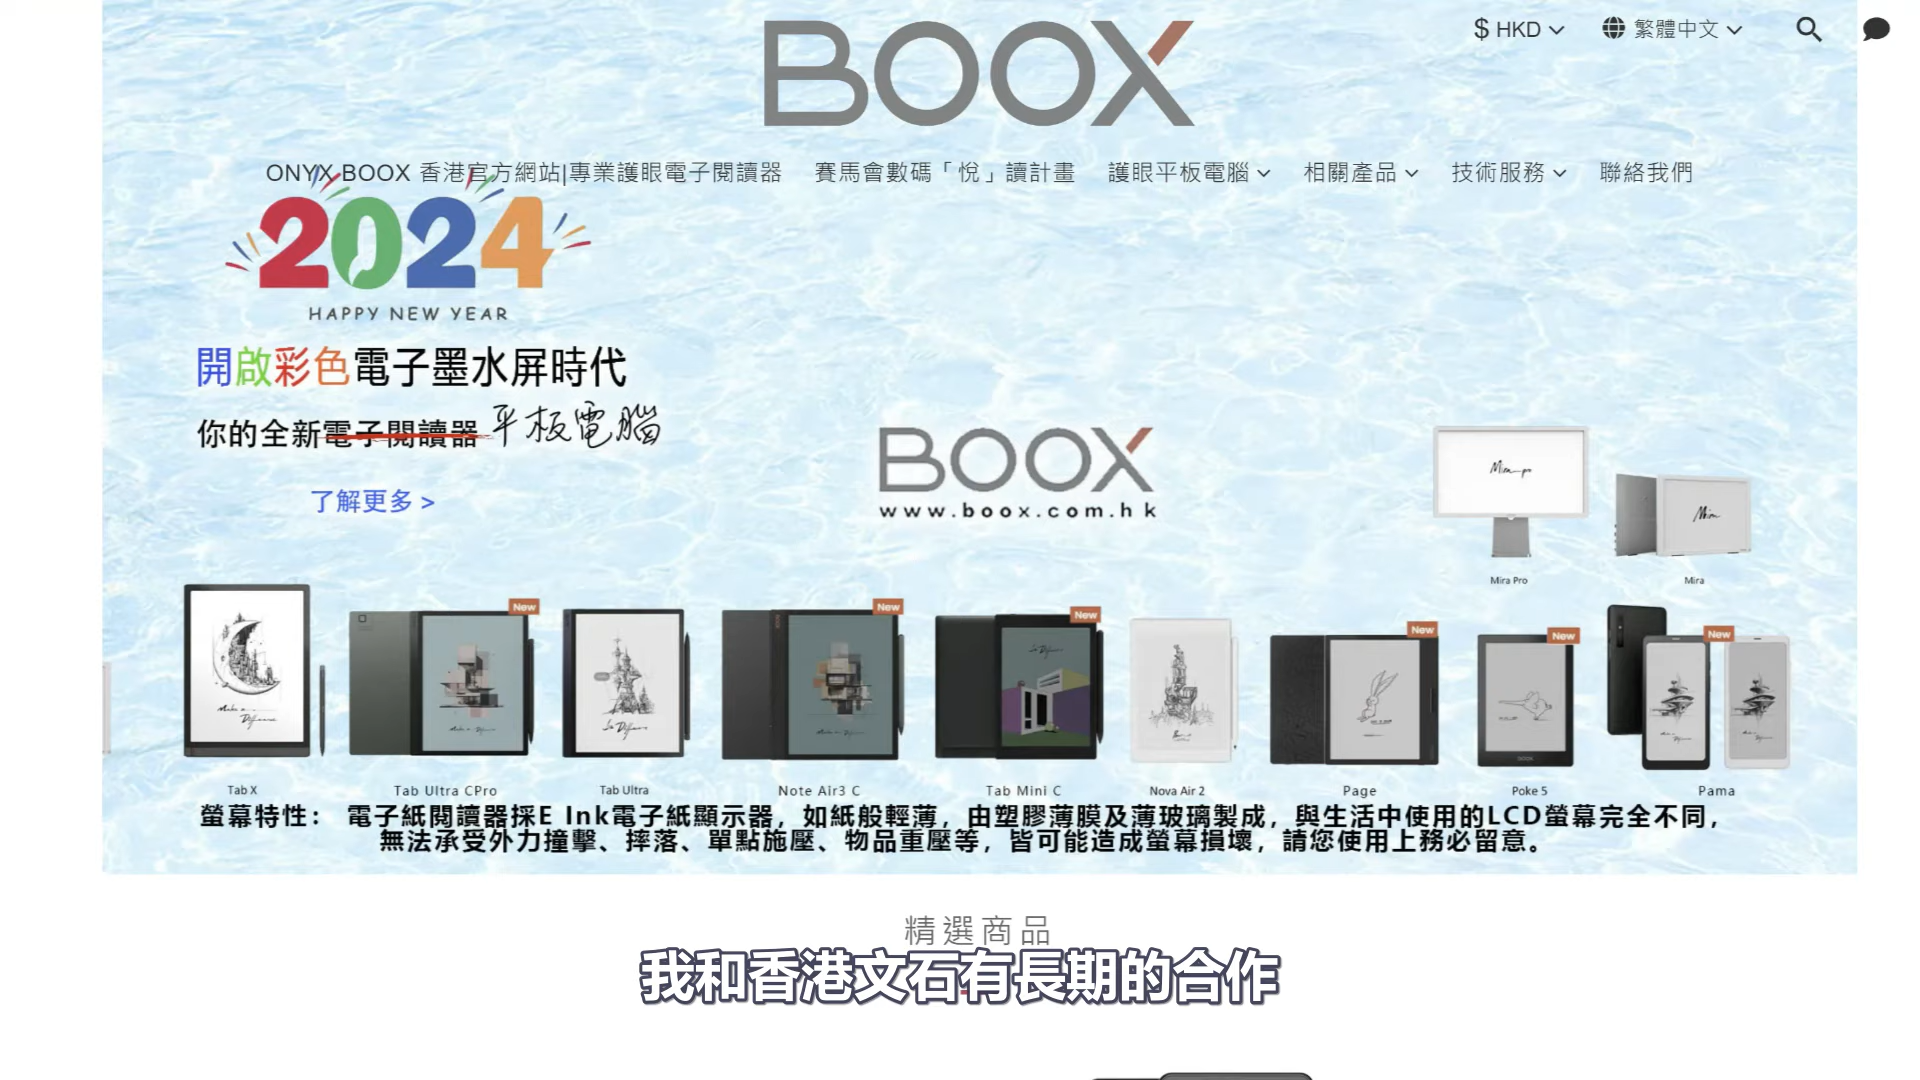 BOOX
$ HKD
繁體中文
ONYX BOOX 香港官方網站|專業護眼電子閱讀器
賽馬會數碼「悅」讀計畫
護眼平板電腦
相關產品
技術服務
聯絡我們
2024
HAPPY NEW YEAR
開啟彩色電子墨水屏時代
你的全新電子閱讀器 平板電腦
了解更多 >
BOOX
www.boox.com.hk
Mira Pro
Mira
New
New
New
New
New
New
Tab X
Tab Ultra CPro
Tab Ultra
Note Air3 C
Tab Mini C
Nova Air 2
Page
Poke 5
Pama
螢幕特性： 電子紙閱讀器採E Ink電子紙顯示器，如紙般輕薄，由塑膠薄膜及薄玻璃製成，與生活中使用的LCD螢幕完全不同，
無法承受外力撞擊、摔落、單點施壓、物品重壓等，皆可能造成螢幕損壞，請您使用上務必留意。
精選商品
我和香港文石有長期的合作